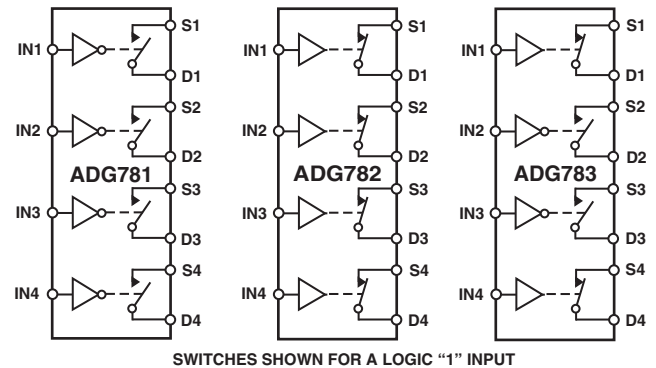 S1
IN1
D1
S2
IN2
D2
ADG781
S3
IN3
D3
S4
IN4
D4
S1
IN1
D1
S2
IN2
D2
ADG782
S3
IN3
D3
S4
IN4
D4
S1
IN1
D1
S2
IN2
D2
ADG783
S3
IN3
D3
S4
IN4
D4
SWITCHES SHOWN FOR A LOGIC “1” INPUT